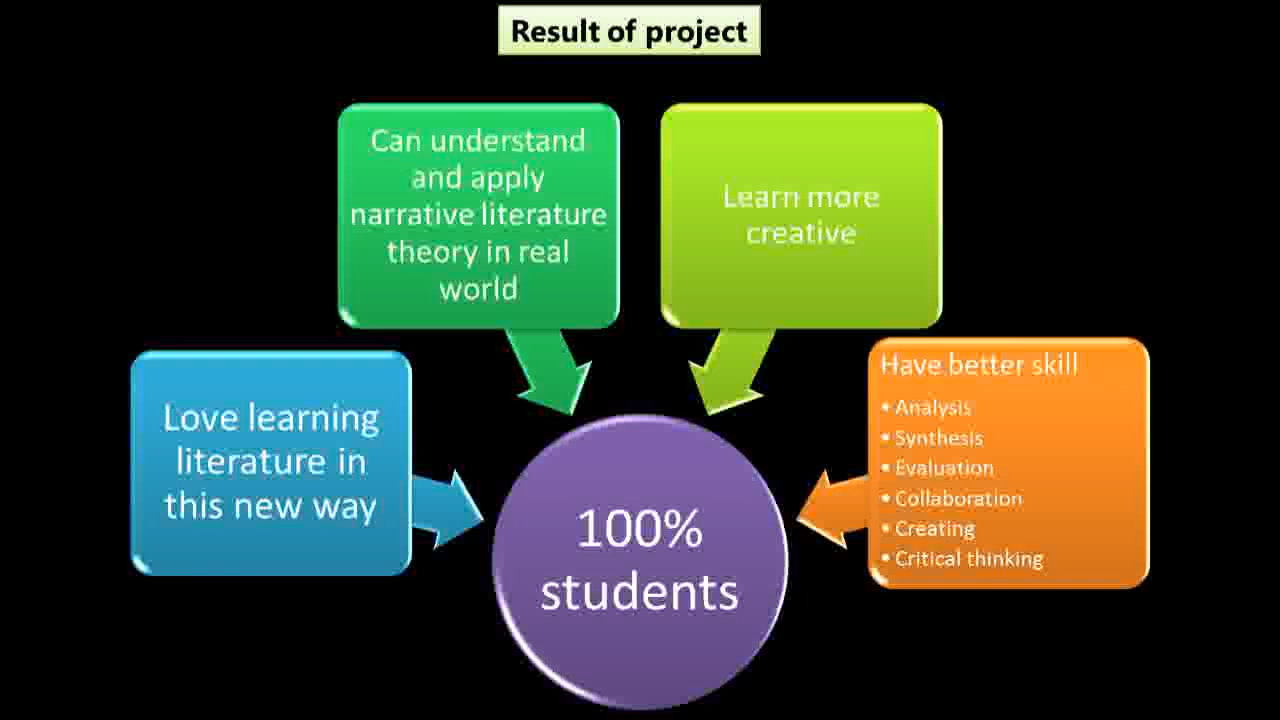 Result of project
Can understand
and apply
narrative literature
theory in real
world
Learn more
creative
Love learning
literature in
this new way
Have better skill
• Analysis
• Synthesis
• Evaluation
• Collaboration
• Creating
• Critical thinking
100%
students